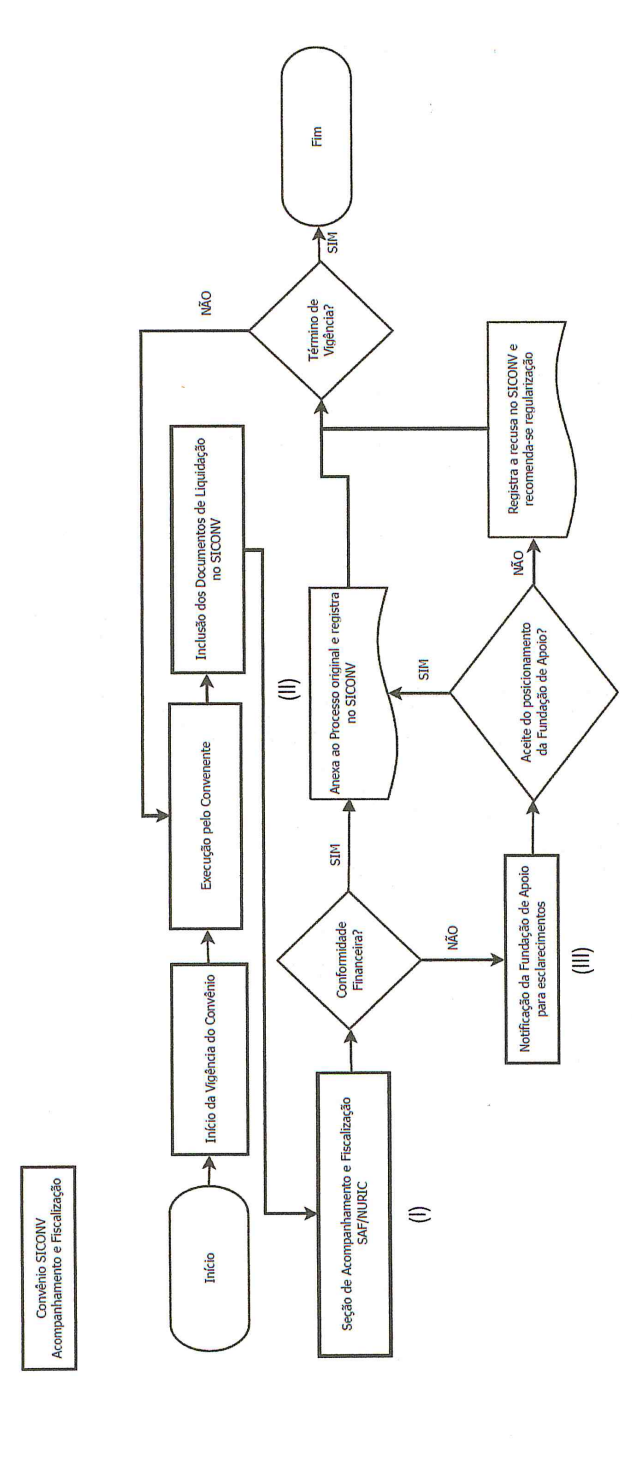 Convênio SICONV
Acompanhamento e Fiscalização
Início
Início da Vigência do Convênio
Execução pelo Convenente
Inclusão dos Documentos de Liquidação
no SICONV
NÃO
Seção de Acompanhamento e Fiscalização
SAF/NURIC
(I)
Conformidade
Financeira?
SIM
NÃO
(II)
Anexa ao Processo original e registra
no SICONV
Término de
Vigência?
SIM
Fim
Notificação da Fundação de Apoio
para esclarecimentos
(III)
Aceite do posicionamento
da Fundação de Apoio?
SIM
NÃO
Registra a recusa no SICONV e
recomenda-se regularização